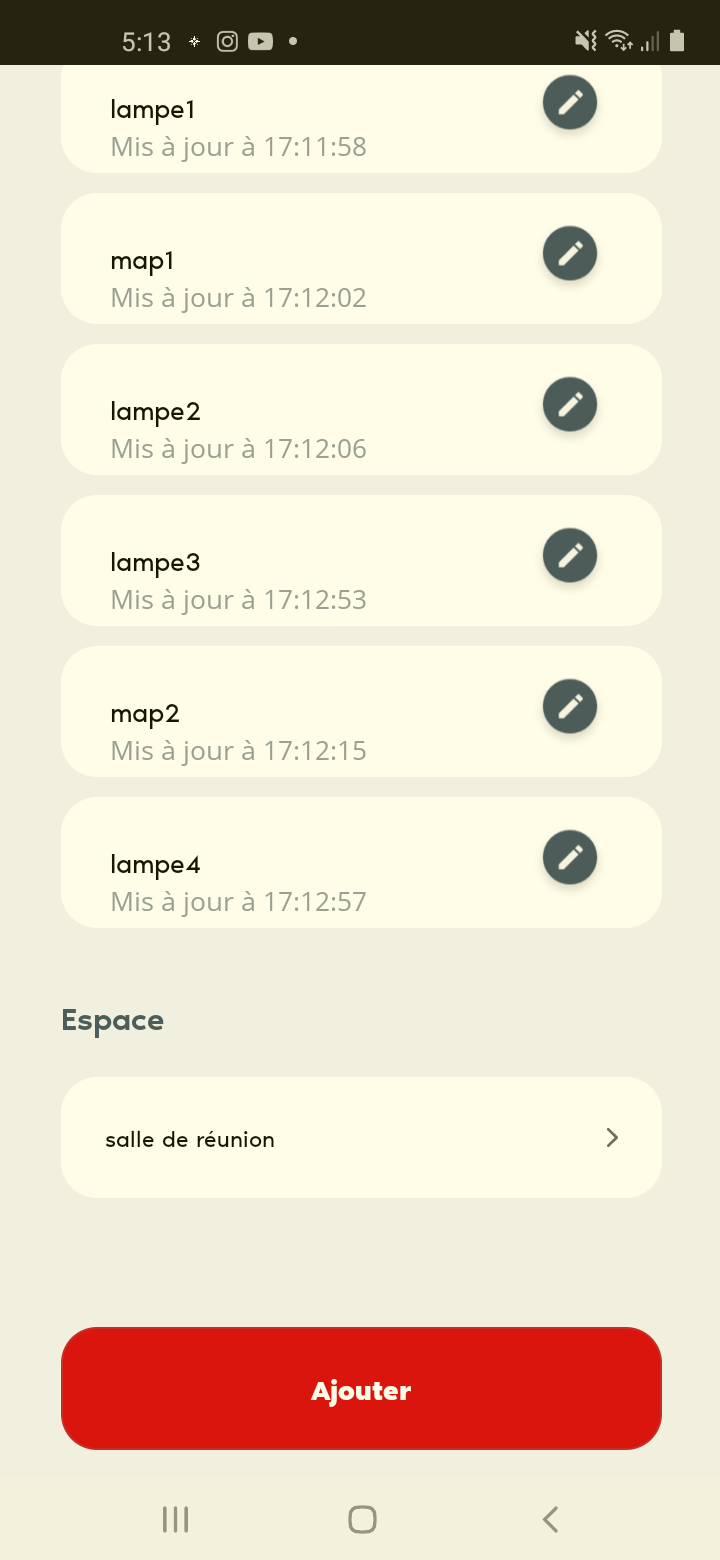 5:13
lampe1
Mis à jour à 17:11:58
map1
Mis à jour à 17:12:02
lampe2
Mis à jour à 17:12:06
lampe3
Mis à jour à 17:12:53
map2
Mis à jour à 17:12:15
lampe4
Mis à jour à 17:12:57
Espace
salle de réunion
Ajouter